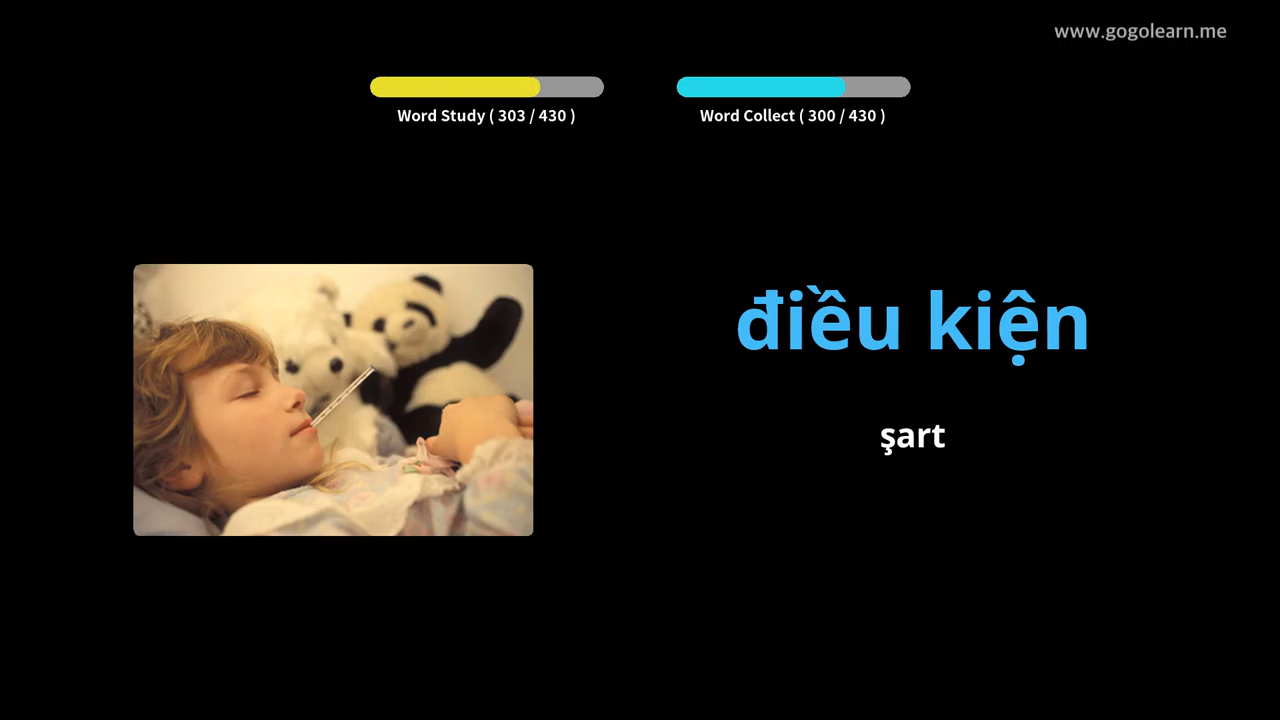 www.gogolearn.me
Word Study ( 303 / 430 )
Word Collect ( 300 / 430 )
điều kiện
şart